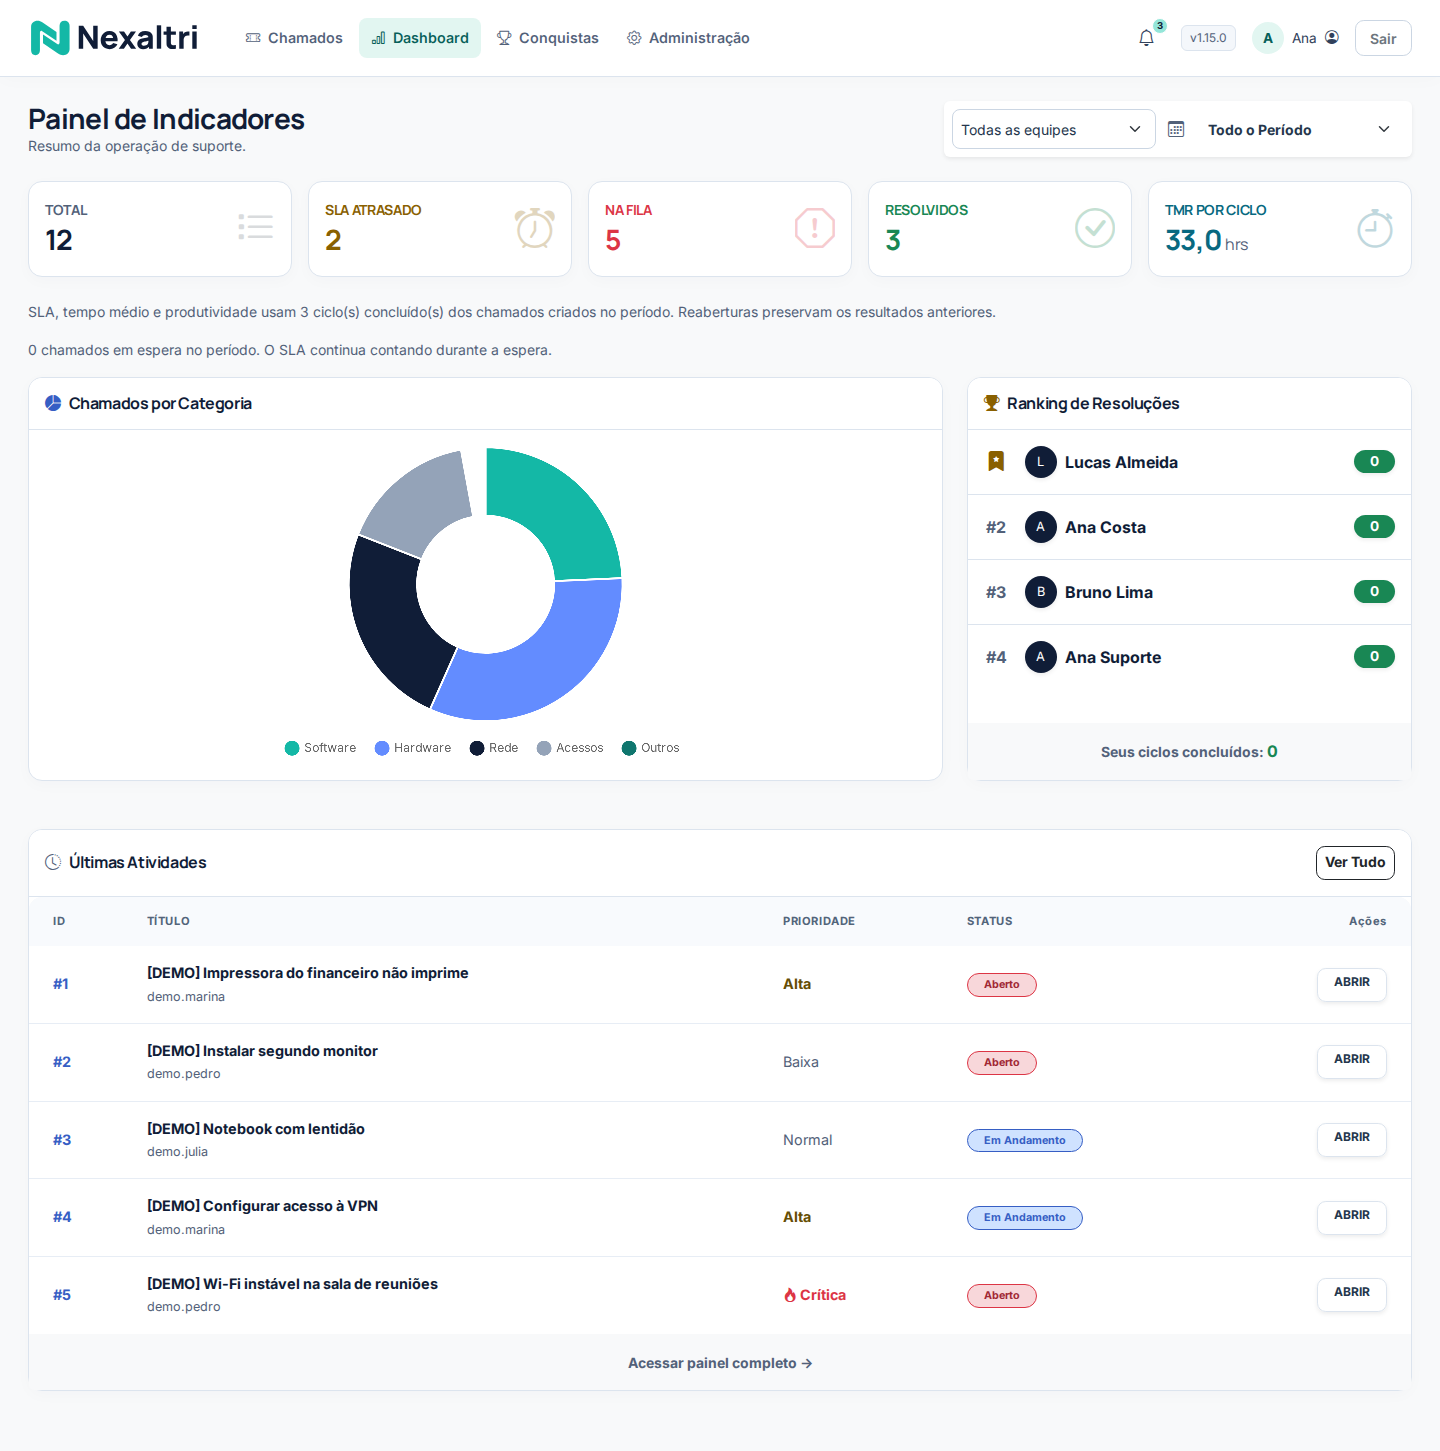 Nexaltri
Chamados
Dashboard
Conquistas
Administração
3
v1.15.0
A
Ana
Sair
Painel de Indicadores
Resumo da operação de suporte.
Todas as equipes
Todo o Período
TOTAL
12
SLA ATRASADO
2
NA FILA
5
RESOLVIDOS
3
TMR POR CICLO
33,0 hrs
SLA, tempo médio e produtividade usam 3 ciclo(s) concluído(s) dos chamados criados no período. Reaberturas preservam os resultados anteriores.
0 chamados em espera no período. O SLA continua contando durante a espera.
Chamados por Categoria
Software
Hardware
Rede
Acessos
Outros
Ranking de Resoluções
L Lucas Almeida 0
#2 A Ana Costa 0
#3 B Bruno Lima 0
#4 A Ana Suporte 0
Seus ciclos concluídos: 0
Últimas Atividades
Ver Tudo
ID TÍTULO PRIORIDADE STATUS Ações
#1 [DEMO] Impressora do financeiro não imprime Alta Aberto ABRIR
demo.marina
#2 [DEMO] Instalar segundo monitor Baixa Aberto ABRIR
demo.pedro
#3 [DEMO] Notebook com lentidão Normal Em Andamento ABRIR
demo.julia
#4 [DEMO] Configurar acesso à VPN Alta Em Andamento ABRIR
demo.marina
#5 [DEMO] Wi-Fi instável na sala de reuniões Crítica Aberto ABRIR
demo.pedro
Acessar painel completo →